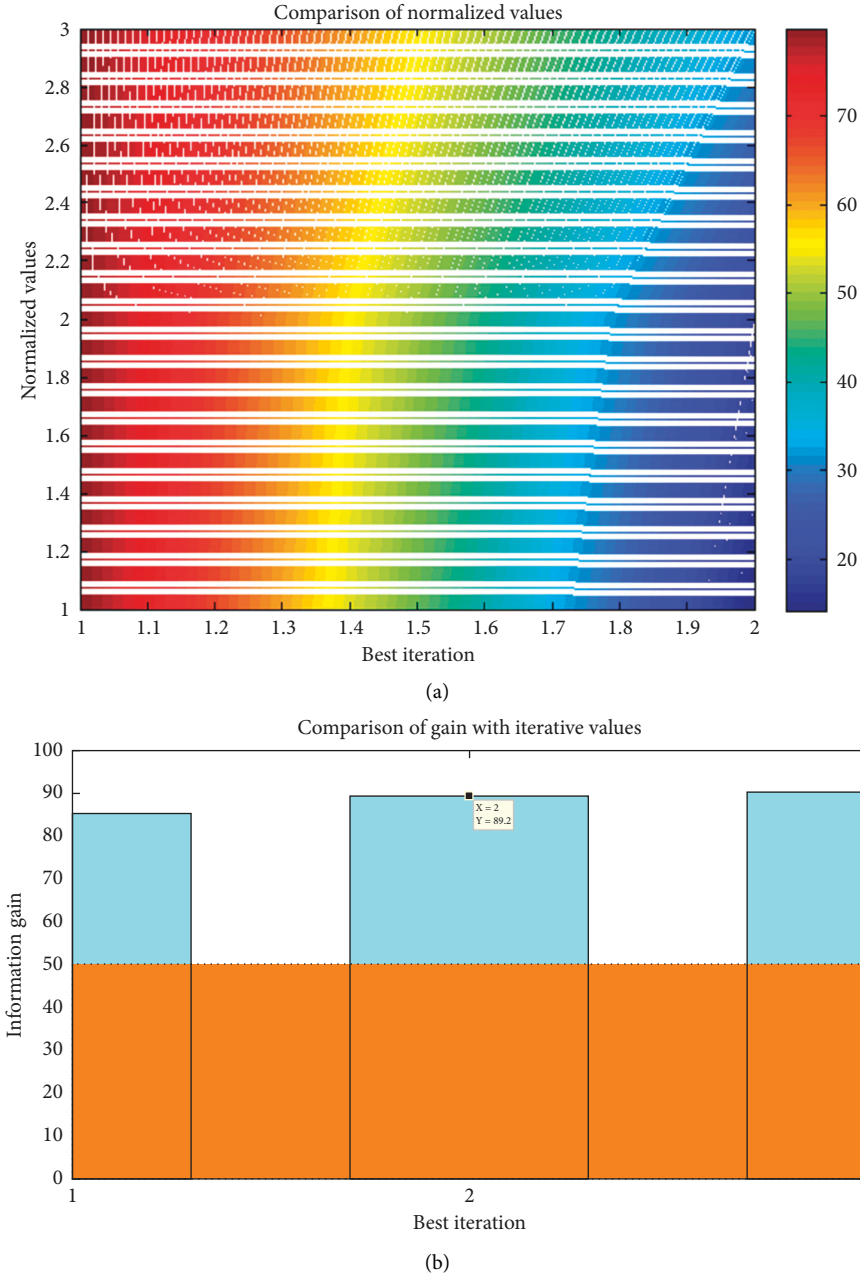 Comparison of normalized values
Normalized values
3
2.8
2.6
2.4
2.2
2
1.8
1.6
1.4
1.2
1
1 1.1 1.2 1.3 1.4 1.5 1.6 1.7 1.8 1.9 2
Best iteration
70
60
50
40
30
20
(a)
Comparison of gain with iterative values
Information gain
100
90
80
70
60
50
40
30
20
10
0
X = 2
Y = 89.2
1 2
Best iteration
(b)